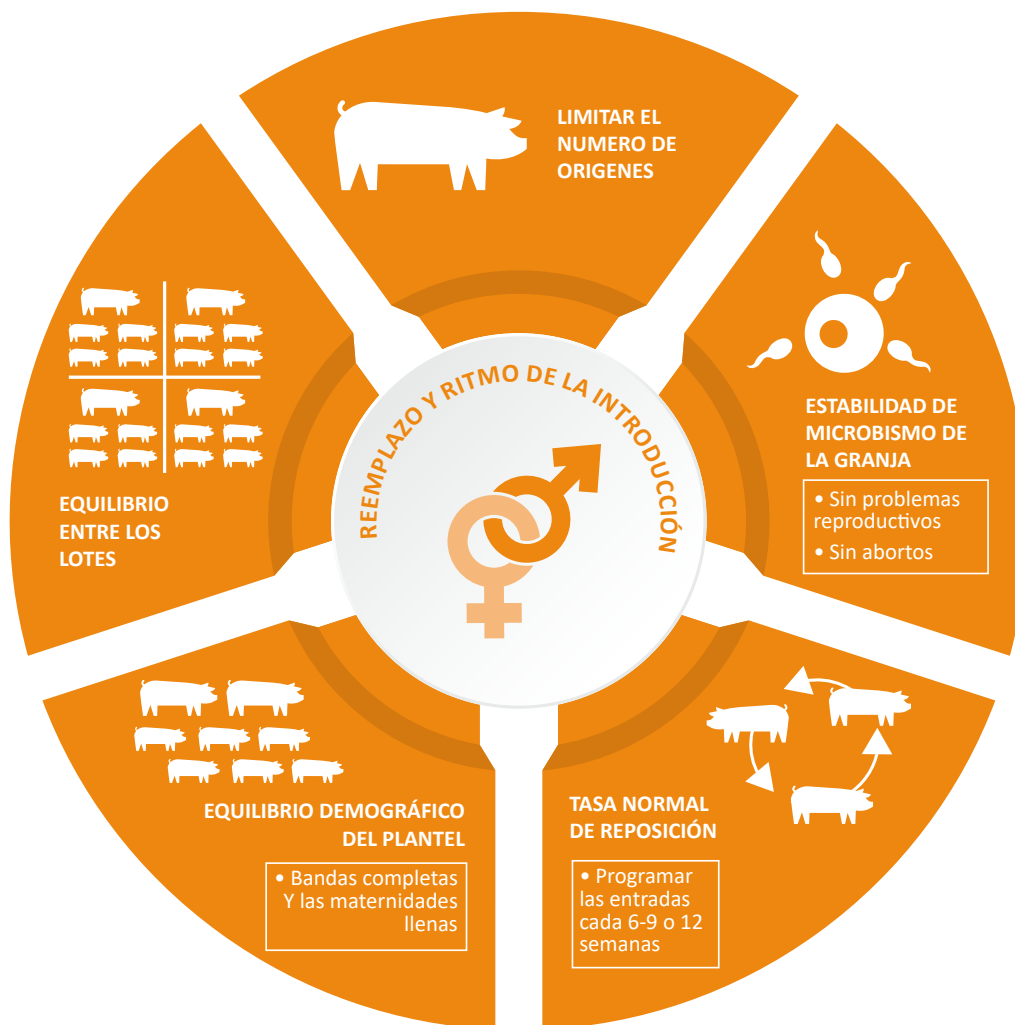 LIMITAR EL
NUMERO DE
ORIGENES
ESTABILIDAD DE
MICROBISMO DE
LA GRANJA
• Sin problemas
reproductivos
• Sin abortos
TASA NORMAL
DE REPOSICIÓN
• Programar
las entradas
cada 6-9 o 12
semanas
EQUILIBRIO DEMOGRÁFICO
DEL PLANTEL
• Bandas completas
Y las maternidades
llenas
EQUILIBRIO
ENTRE LOS
LOTES
REEMPLAZO Y RITMO DE LA INTRODUCCIÓN